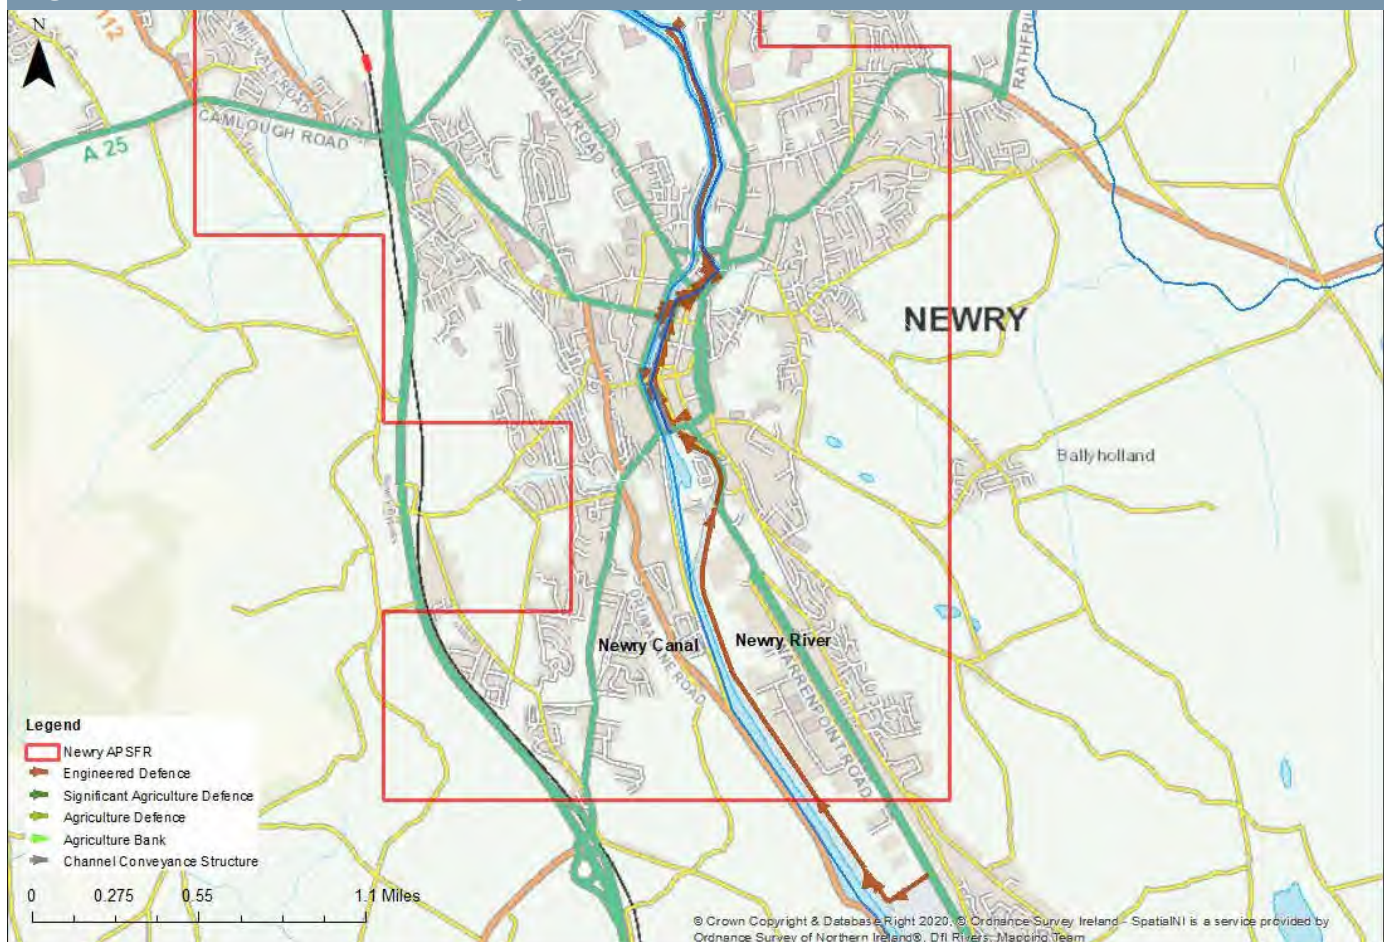 N
112
CAMLOUGH ROAD
A 25
ARMAGH ROAD
RATHFRI
NEWRY
Ballyholland
Newry Canal
Newry River
WARRENPOINT ROAD
Legend
Newry APSFR
Engineered Defence
Significant Agriculture Defence
Agriculture Defence
Agriculture Bank
Channel Conveyance Structure
0 0.275 0.55 1.1 Miles
© Crown Copyright & Database Right 2020, © Ordnance Survey Ireland - SpatialNI is a service provided by
Ordnance Survey of Northern Ireland®, DfI Rivers, Mapping Team